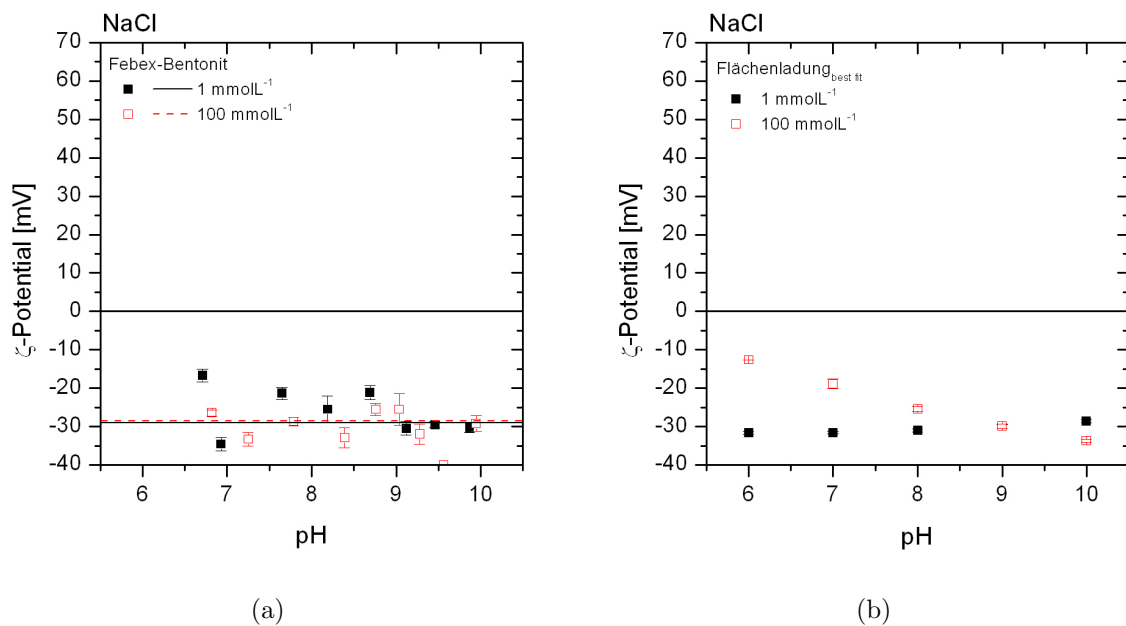 NaCl
70
60
50
40
30
20
10
0
-10
-20
-30
-40
ζ-Potential [mV]
Febex-Bentonit
1 mmolL⁻¹
100 mmolL⁻¹
6 7 8 9 10
pH
(a)
NaCl
70
60
50
40
30
20
10
0
-10
-20
-30
-40
ζ-Potential [mV]
Flächenladung best fit
1 mmolL⁻¹
100 mmolL⁻¹
6 7 8 9 10
pH
(b)